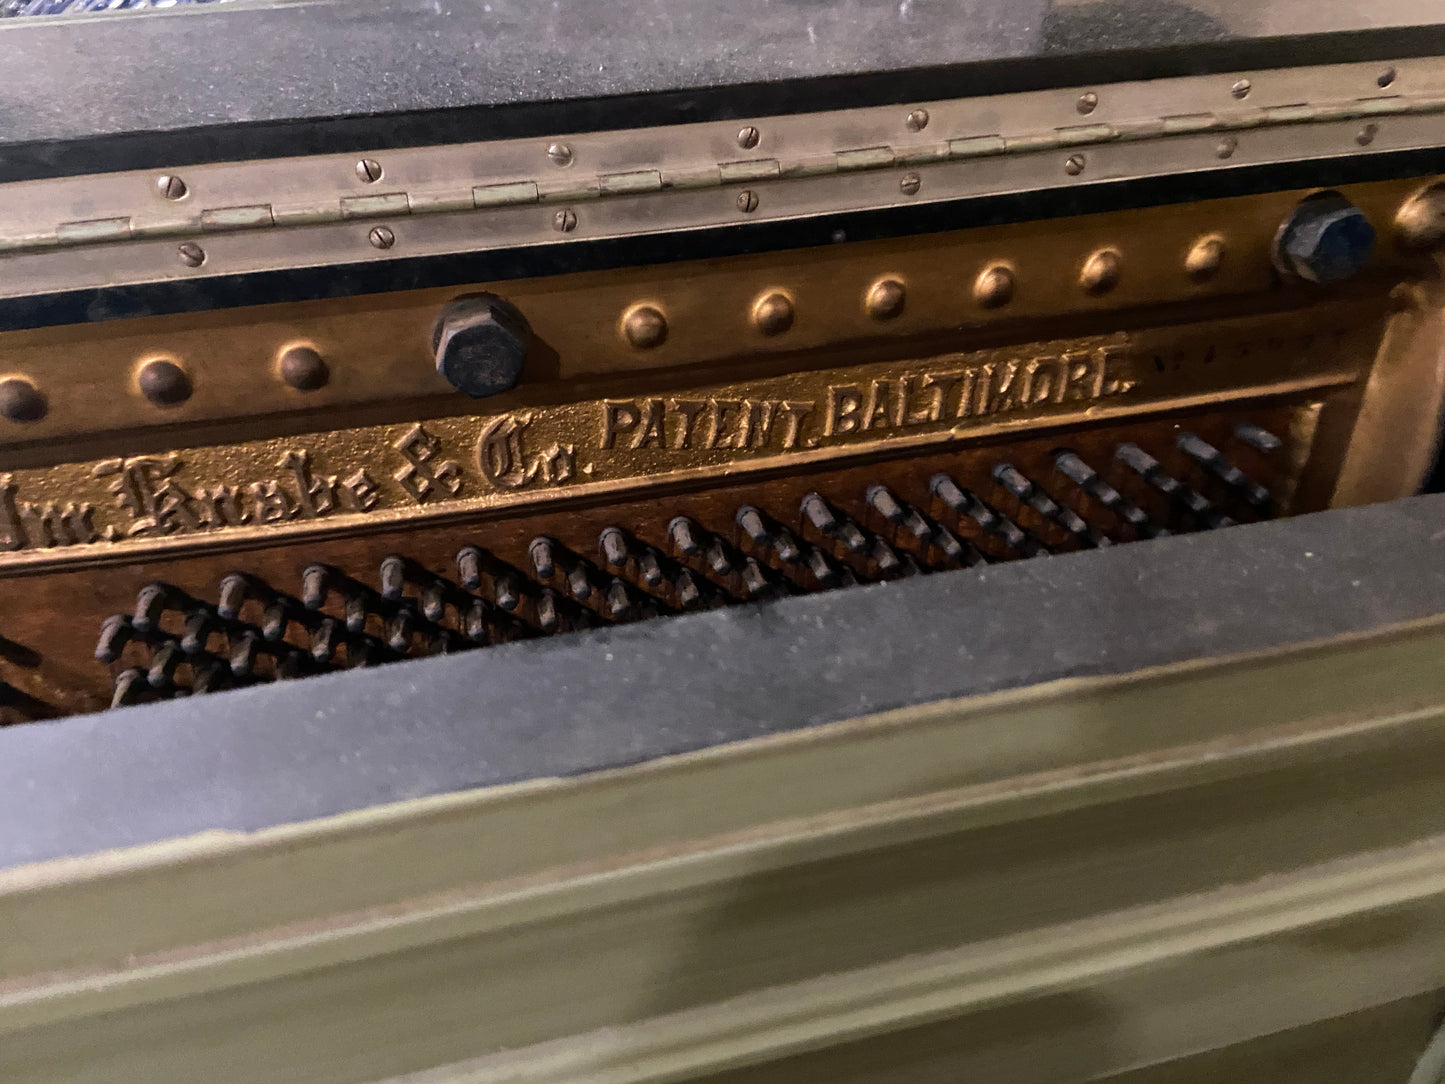 Knabe & Co. PATENT. BALTIMORE.